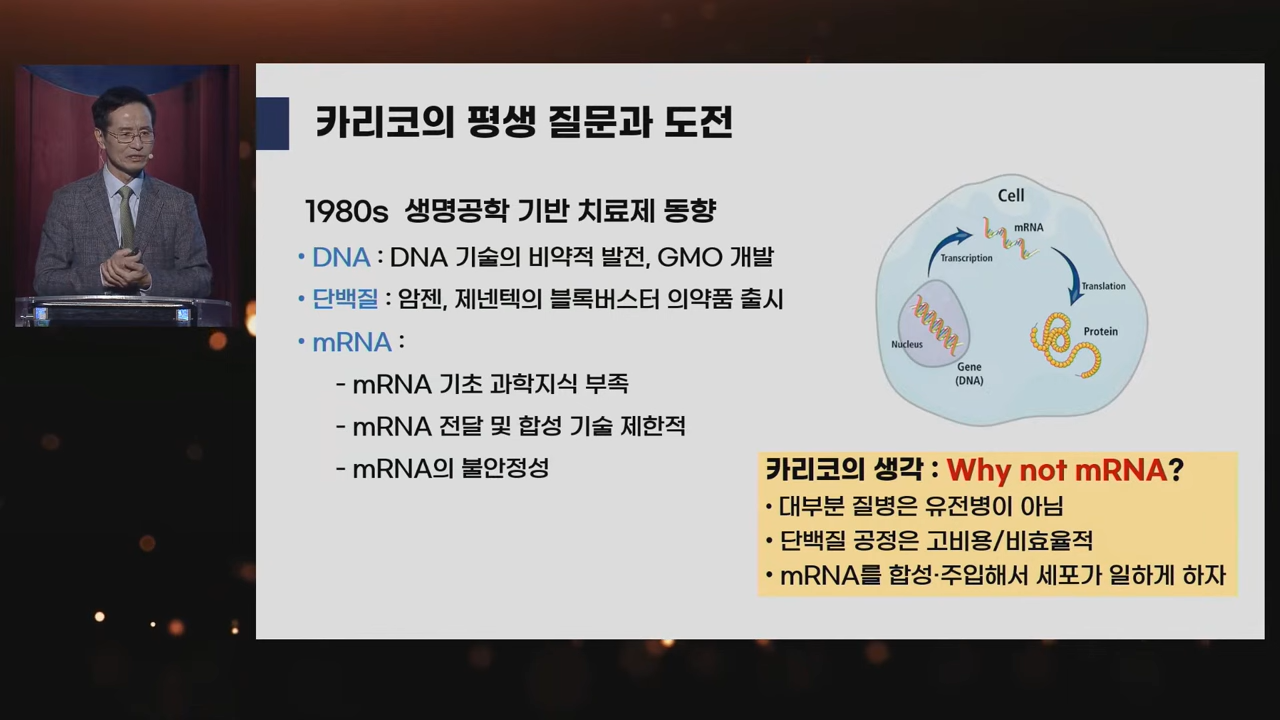 카리코의 평생 질문과 도전
1980s 생명공학 기반 치료제 동향
• DNA : DNA 기술의 비약적 발전, GMO 개발
• 단백질 : 암젠, 제넨텍의 블록버스터 의약품 출시
• mRNA :
- mRNA 기초 과학지식 부족
- mRNA 전달 및 합성 기술 제한적
- mRNA의 불안정성
Cell
mRNA
Transcription
Translation
Protein
Nucleus
Gene
(DNA)
카리코의 생각 : Why not mRNA?
• 대부분 질병은 유전병이 아님
• 단백질 공정은 고비용/비효율적
• mRNA를 합성·주입해서 세포가 일하게 하자